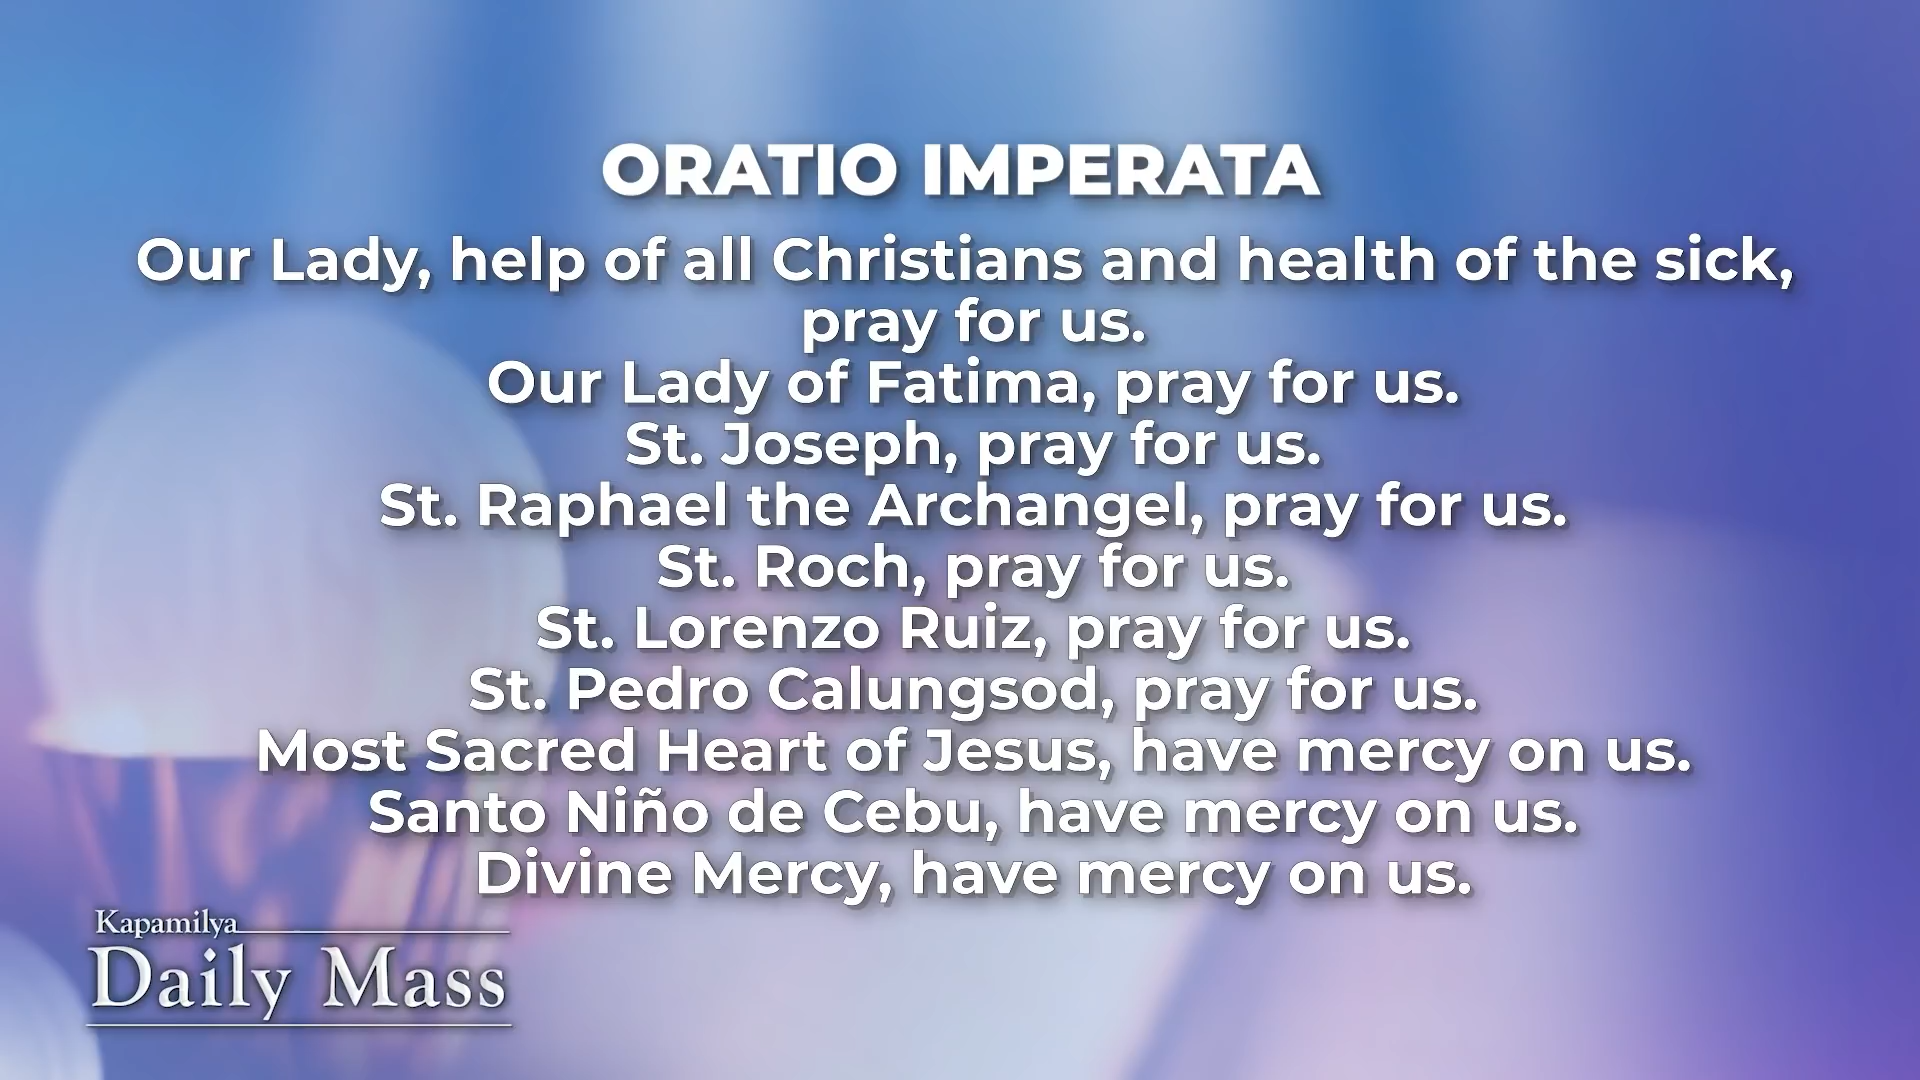 ORATIO IMPERATA
Our Lady, help of all Christians and health of the sick,
pray for us.
Our Lady of Fatima, pray for us.
St. Joseph, pray for us.
St. Raphael the Archangel, pray for us.
St. Roch, pray for us.
St. Lorenzo Ruiz, pray for us.
St. Pedro Calungsod, pray for us.
Most Sacred Heart of Jesus, have mercy on us.
Santo Niño de Cebu, have mercy on us.
Divine Mercy, have mercy on us.
Kapamilya
Daily Mass